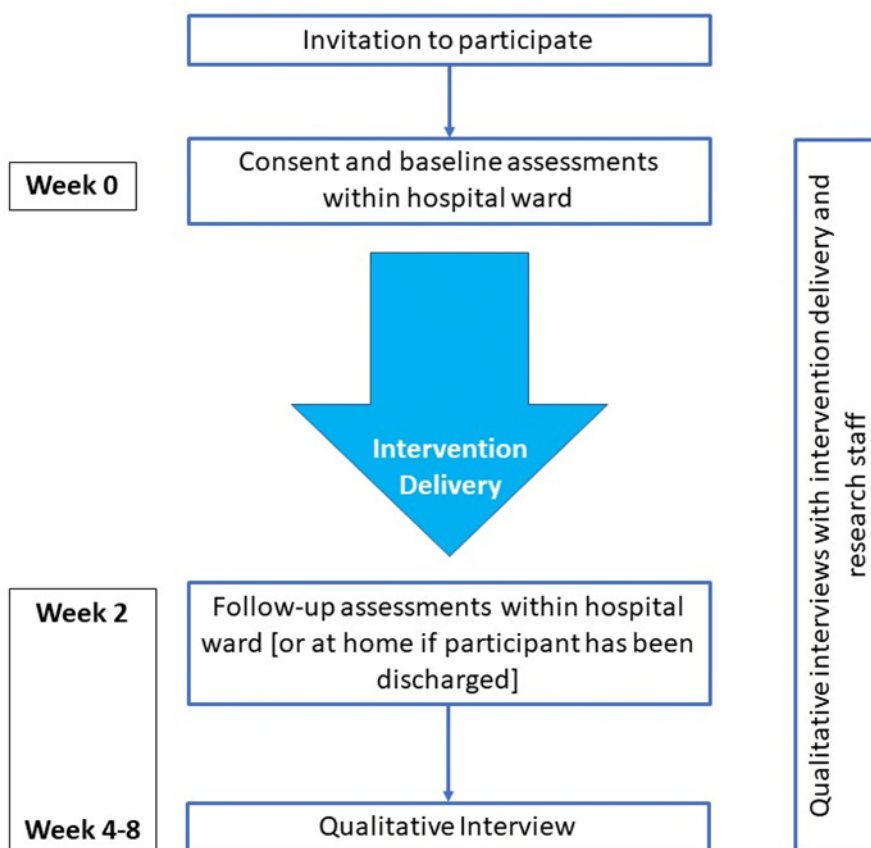 Invitation to participate
Week 0
Consent and baseline assessments
within hospital ward
Intervention
Delivery
Week 2
Follow-up assessments within hospital
ward [or at home if participant has been
discharged]
Week 4-8
Qualitative Interview
Qualitative interviews with intervention delivery and
research staff